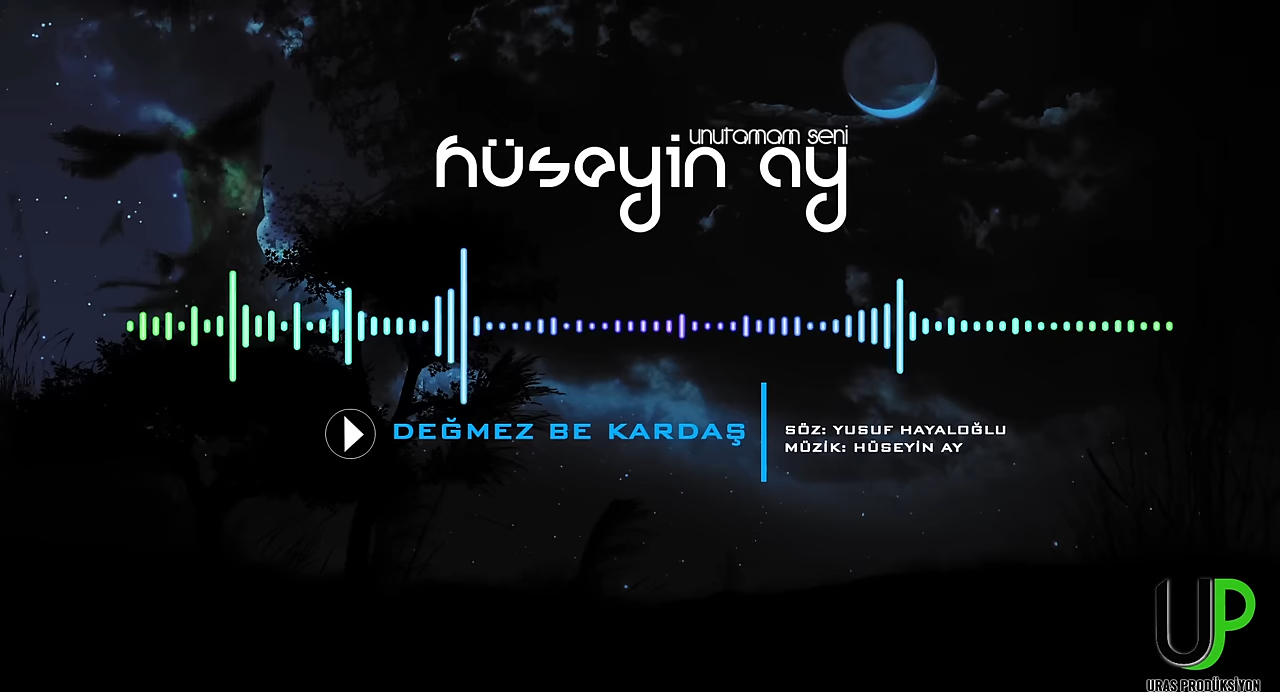 unutamam seni
hüseyin ay
DEĞMEZ BE KARDAŞ
SÖZ: YUSUF HAYALOĞLU
MÜZİK: HÜSEYİN AY
UP
URAS PRODÜKSİYON